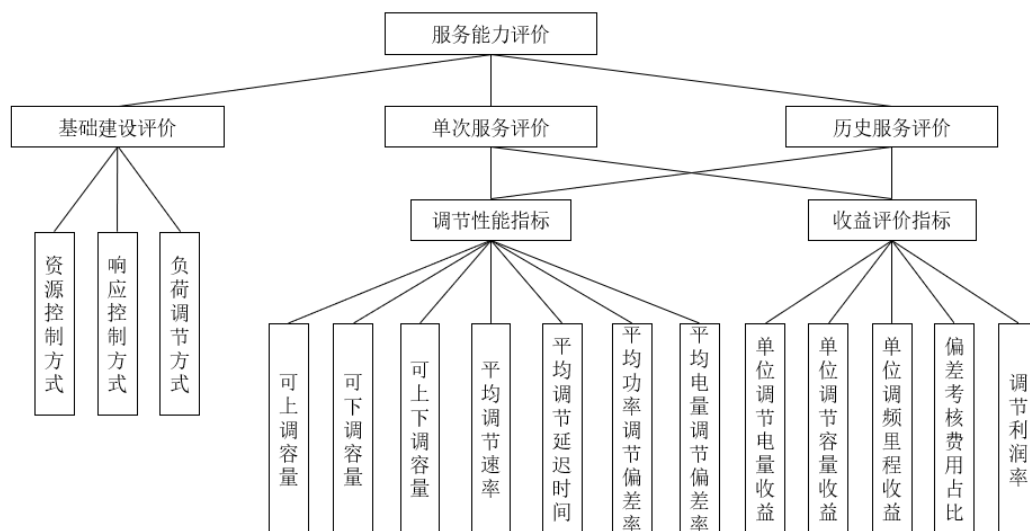 服务能力评价
基础建设评价
单次服务评价
历史服务评价
调节性能指标
收益评价指标
资源控制方式
响应控制方式
负荷调节方式
可上调容量
可下调容量
可上下调容量
平均调节速率
平均调节延迟时间
平均功率调节偏差率
平均电量调节偏差率
单位调节电量收益
单位调节容量收益
单位调频里程收益
偏差考核费用占比
调节利润率